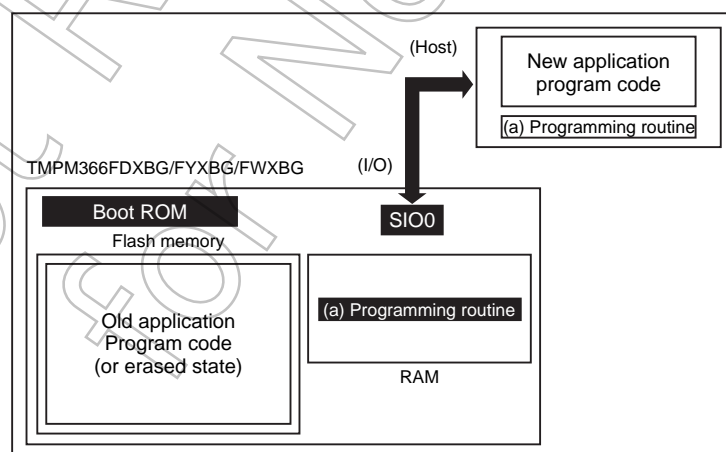 (Host)
New application
program code
(a) Programming routine
(I/O)
TMPM366FDXBG/FYXBG/FWXBG
Boot ROM
SIO0
Flash memory
Old application
Program code
(or erased state)
(a) Programming routine
RAM